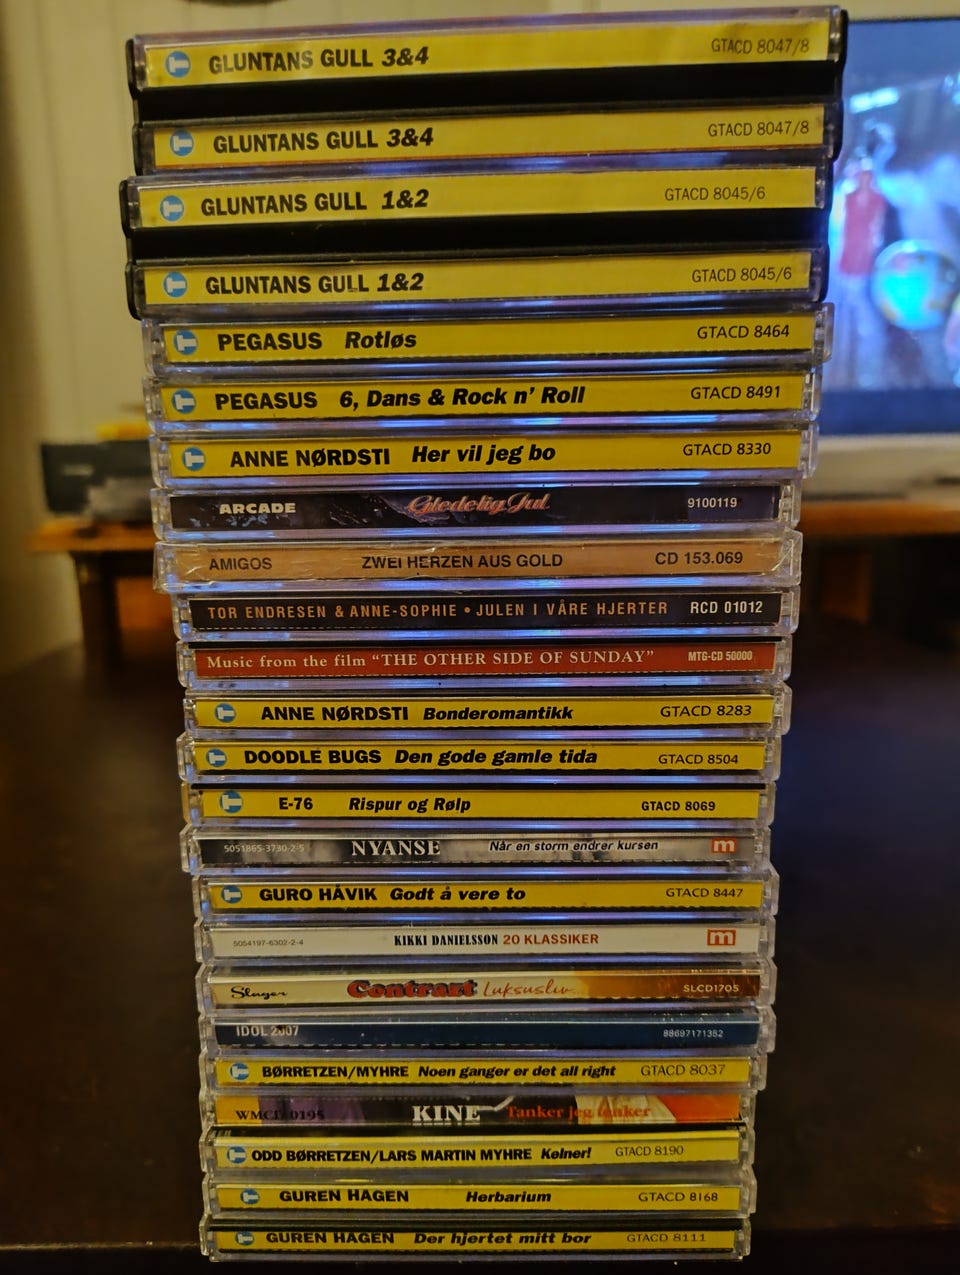 GLUNTANS GULL 3&4 GTACD 8047/8
GLUNTANS GULL 3&4 GTACD 8047/8
GLUNTANS GULL 1&2 GTACD 8045/6
GLUNTANS GULL 1&2 GTACD 8045/6
PEGASUS Rotløs GTACD 8464
PEGASUS 6, Dans & Rock n' Roll GTACD 8491
ANNE NØRDSTI Her vil jeg bo GTACD 8330
ARCADE Gledelig Jul 9100119
AMIGOS ZWEI HERZEN AUS GOLD CD 153.069
TOR ENDRESEN & ANNE-SOPHIE • JULEN I VÅRE HJERTER RCD 01012
Music from the film "THE OTHER SIDE OF SUNDAY" MTG-CD 50000
ANNE NØRDSTI Bonderomantikk GTACD 8283
DOODLE BUGS Den gode gamle tida GTACD 8504
E-76 Rispur og Rølp GTACD 8069
5051865-3730-2-5 NYANSE Når en storm endrer kursen m
GURO HÅVIK Godt å vere to GTACD 8447
5054197-6302-2-4 KIKKI DANIELSSON 20 KLASSIKER m
Slager Contrazt Luksusliv SLCD1705
IDOL 2007 88697171352
BØRRETZEN/MYHRE Noen ganger er det all right GTACD 8037
WMCD 0195 KINE Tanker jeg tenker
ODD BØRRETZEN/LARS MARTIN MYHRE Kelner! GTACD 8190
GUREN HAGEN Herbarium GTACD 8168
GUREN HAGEN Der hjertet mitt bor GTACD 8111